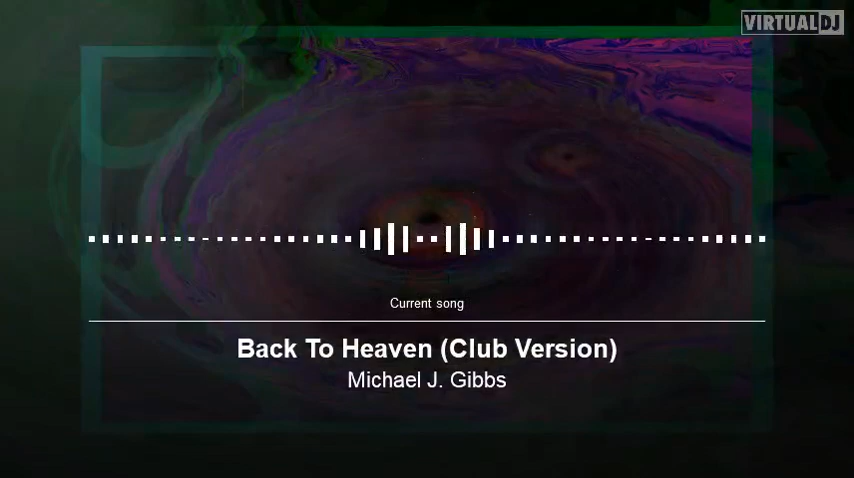 VIRTUALDJ
Current song
Back To Heaven (Club Version)
Michael J. Gibbs